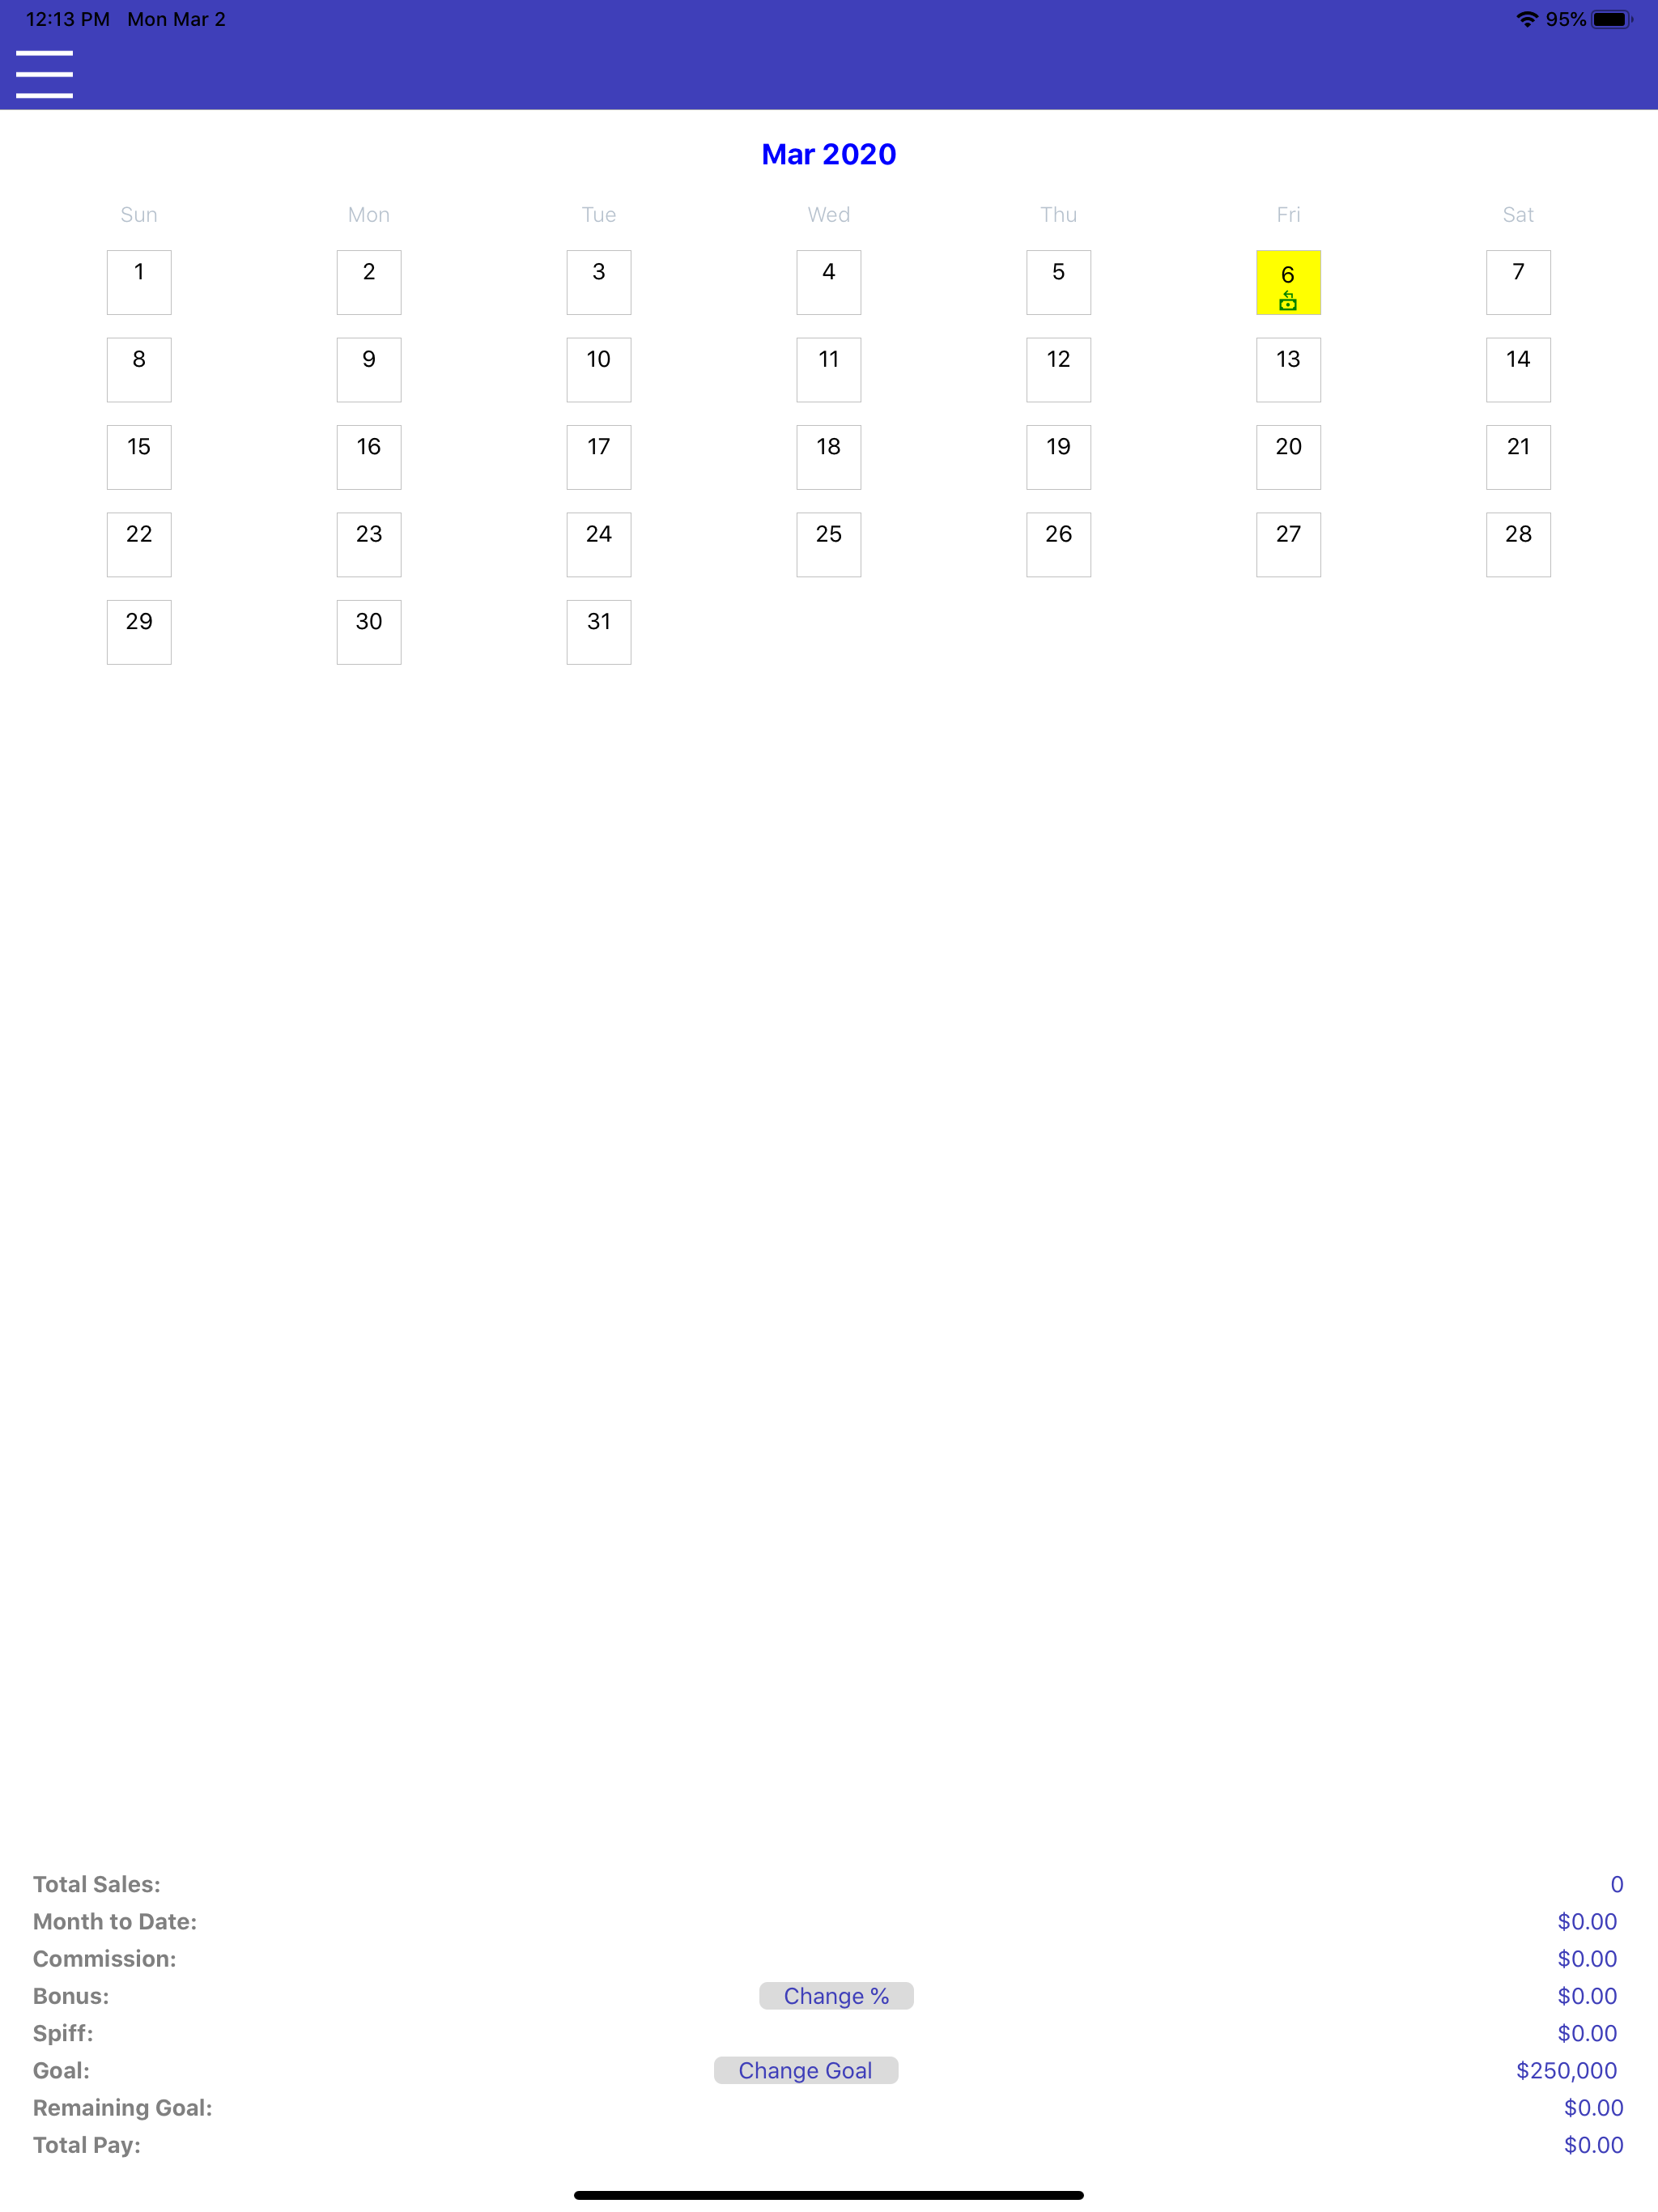 12:13 PM Mon Mar 2 95%
Mar 2020
Sun Mon Tue Wed Thu Fri Sat
1 2 3 4 5 6 7
8 9 10 11 12 13 14
15 16 17 18 19 20 21
22 23 24 25 26 27 28
29 30 31
Total Sales: 0
Month to Date: $0.00
Commission: $0.00
Bonus: Change % $0.00
Spiff: $0.00
Goal: Change Goal $250,000
Remaining Goal: $0.00
Total Pay: $0.00